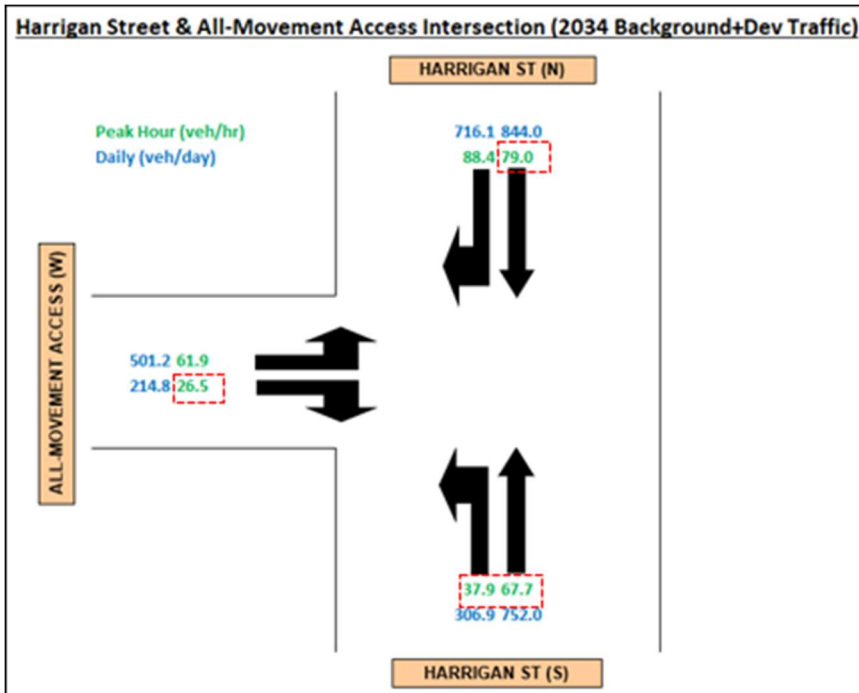 Harrigan Street & All-Movement Access Intersection (2034 Background+Dev Traffic)
HARRIGAN ST (N)
Peak Hour (veh/hr)
Daily (veh/day)
716.1 844.0
88.4 79.0
ALL-MOVEMENT ACCESS (W)
501.2 61.9
214.8 26.5
37.9 67.7
306.9 752.0
HARRIGAN ST (S)